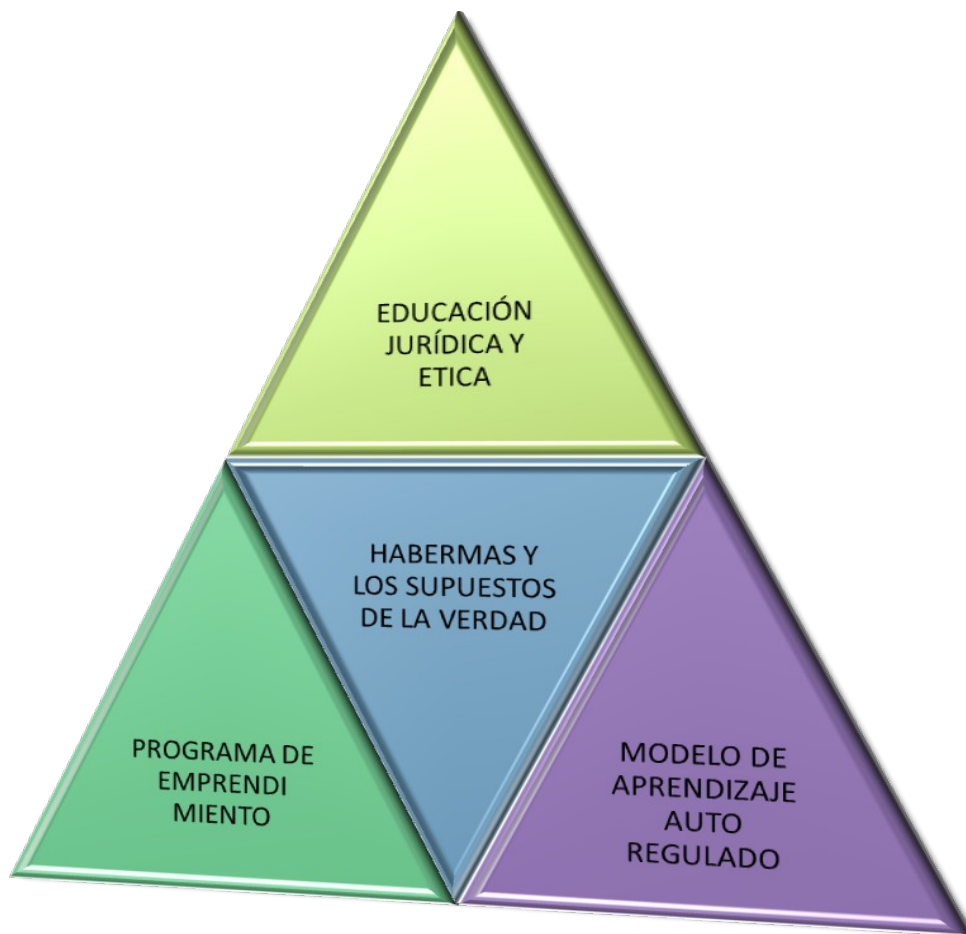 EDUCACIÓN
JURÍDICA Y
ETICA
HABERMAS Y
LOS SUPUESTOS
DE LA VERDAD
PROGRAMA DE
EMPRENDI
MIENTO
MODELO DE
APRENDIZAJE
AUTO
REGULADO